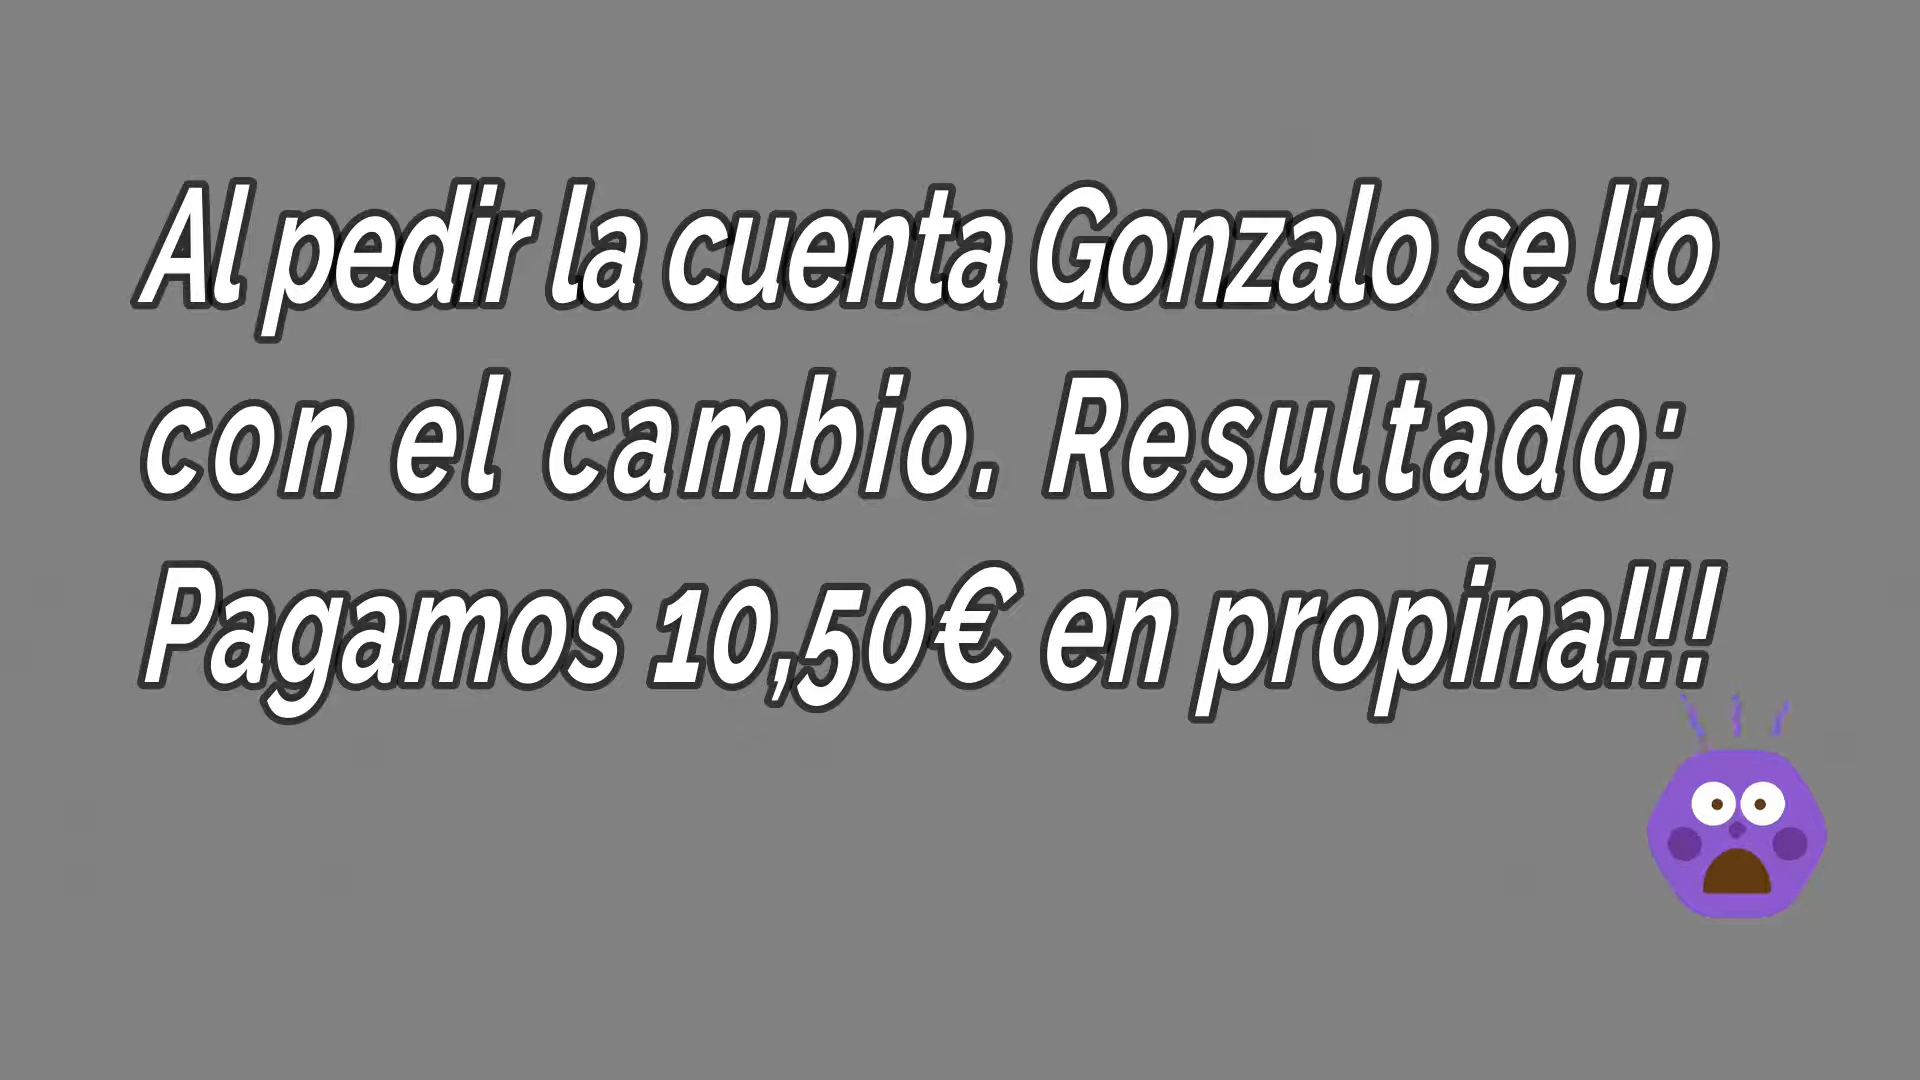 Al pedir la cuenta Gonzalo se lio
con el cambio. Resultado:
Pagamos 10,50€ en propina!!!